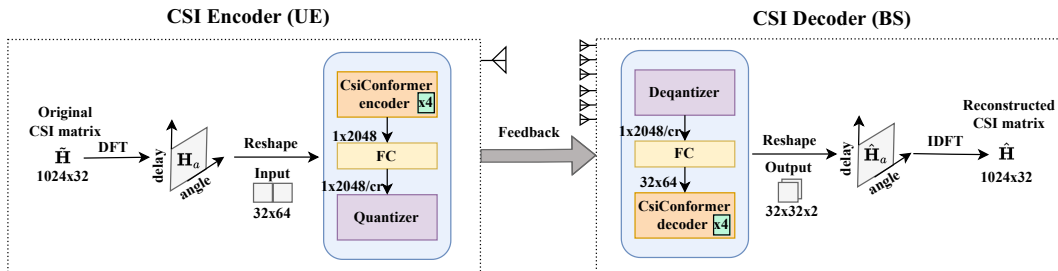 CSI Encoder (UE)
CSI Decoder (BS)
Original
CSI matrix
H̃
1024x32
DFT
delay
H_a
angle
Reshape
Input
32x64
CsiConformer
encoder x4
1x2048
FC
1x2048/cr
Quantizer
Feedback
Deqantizer
1x2048/cr
FC
32x64
CsiConformer
decoder x4
Reshape
Output
32x32x2
delay
Ĥ_a
angle
IDFT
Reconstructed
CSI matrix
Ĥ
1024x32